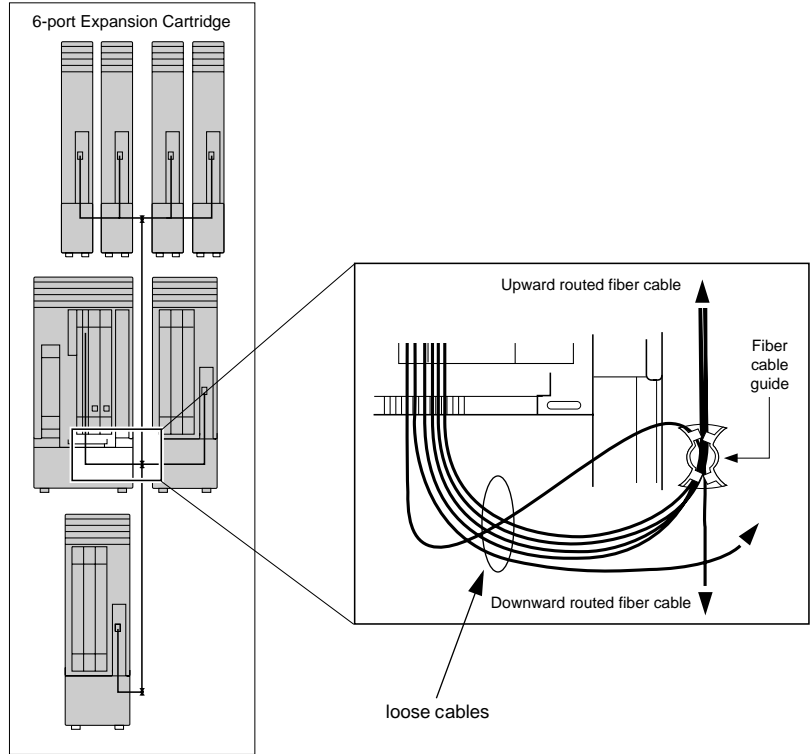 6-port Expansion Cartridge
Upward routed fiber cable
Fiber
cable
guide
Downward routed fiber cable
loose cables